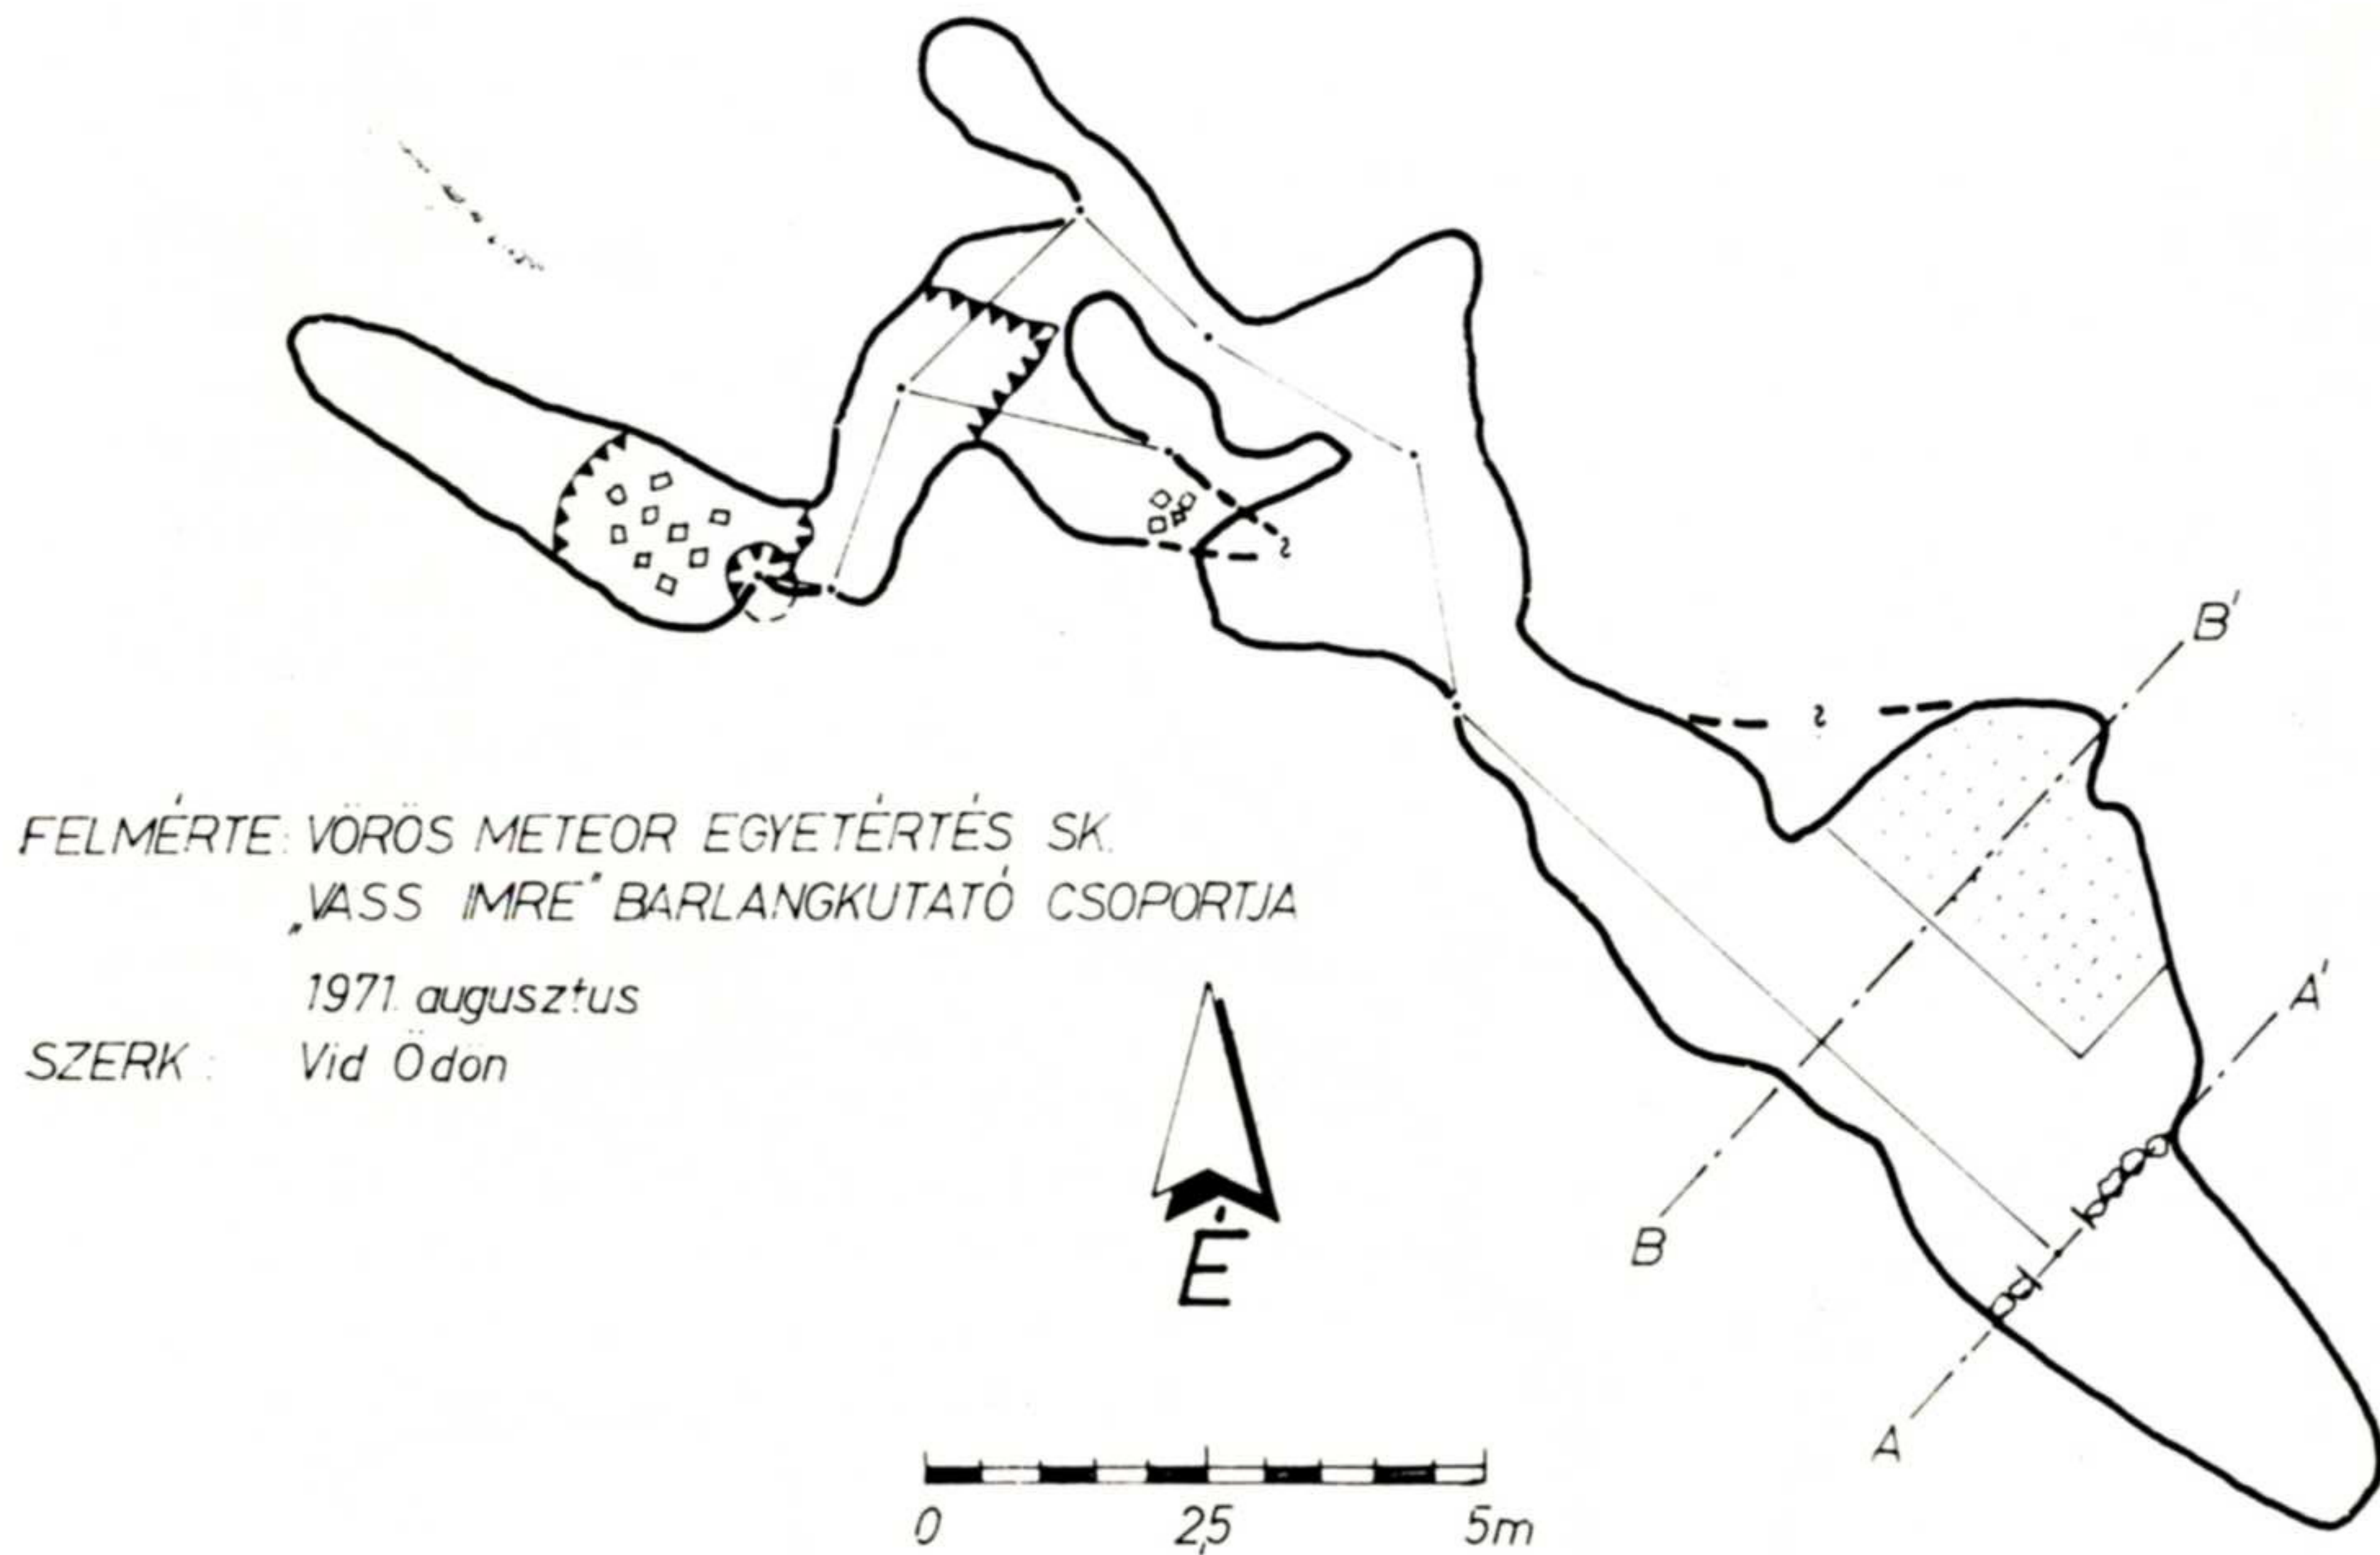 B'
FELMÉRTE: VÖRÖS METEOR EGYETÉRTÉS SK.
„VASS IMRE” BARLANGKUTATÓ CSOPORTJA
1971. augusztus
SZERK: Vid Ödön
A'
É
B
A
0 2,5 5m